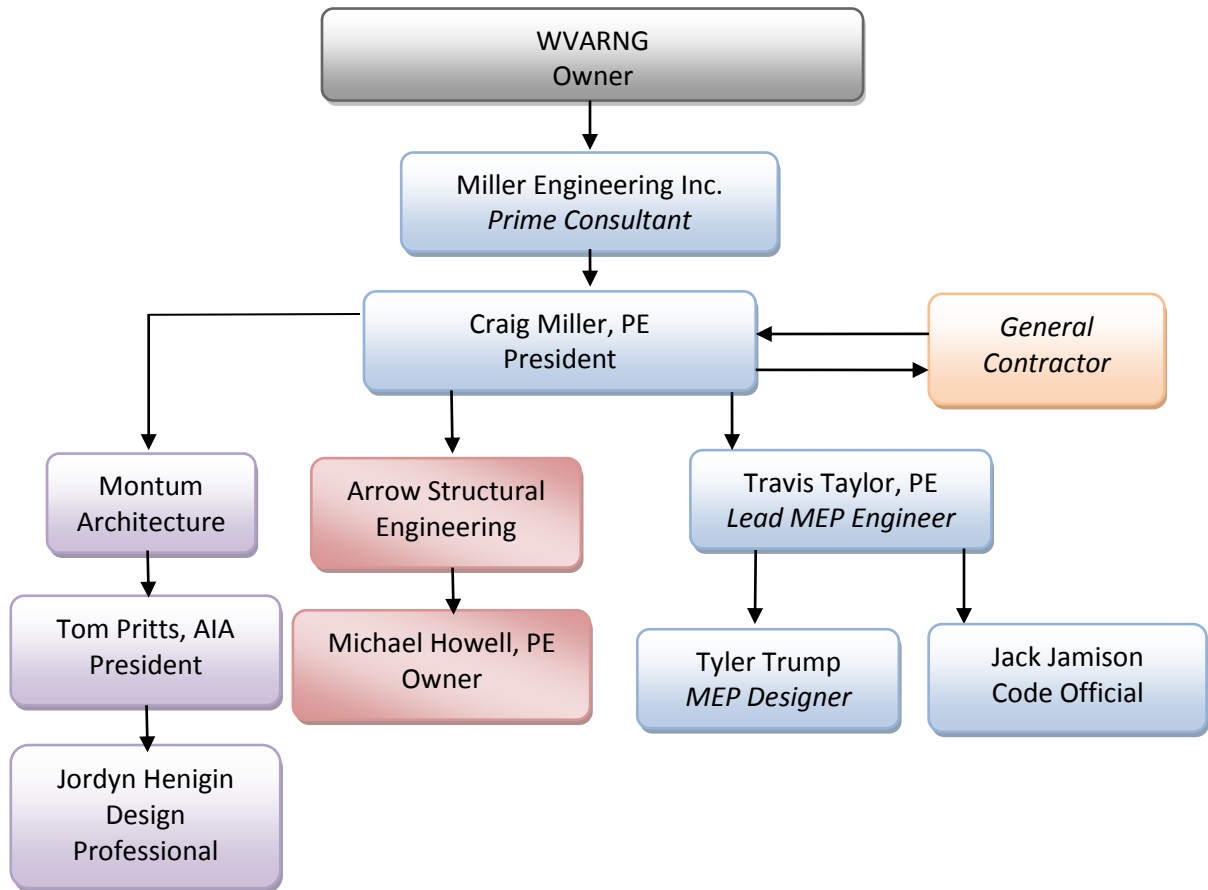 WVARNG
Owner
Miller Engineering Inc.
Prime Consultant
Craig Miller, PE
President
General
Contractor
Montum
Architecture
Arrow Structural
Engineering
Travis Taylor, PE
Lead MEP Engineer
Tom Pritts, AIA
President
Michael Howell, PE
Owner
Tyler Trump
MEP Designer
Jack Jamison
Code Official
Jordyn Henigin
Design
Professional